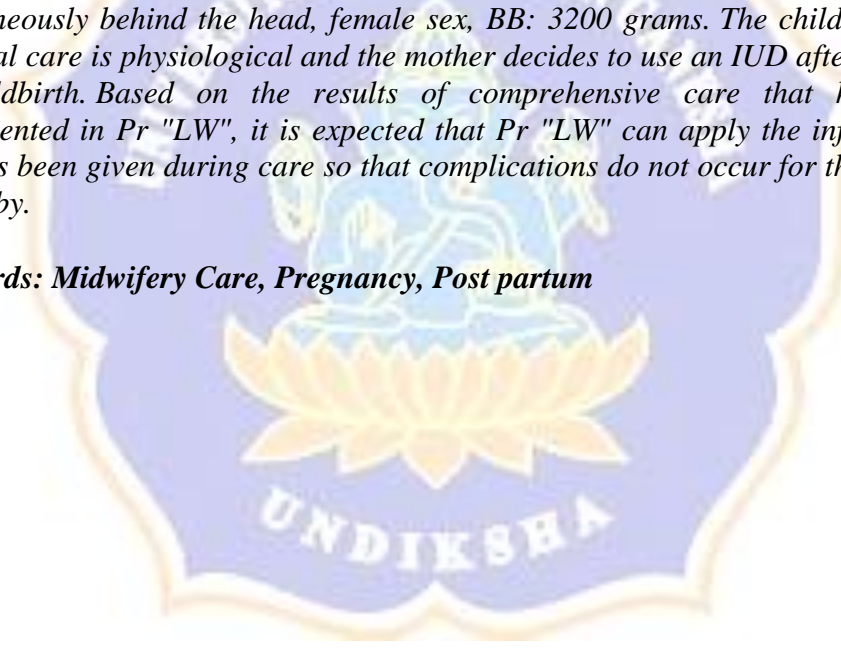 neously behind the head, female sex, BB: 3200 grams. The child
al care is physiological and the mother decides to use an IUD after
ldbirth. Based on the results of comprehensive care that h
ented in Pr "LW", it is expected that Pr "LW" can apply the inf
s been given during care so that complications do not occur for th
by.
rds: Midwifery Care, Pregnancy, Post partum
UNDIKSHA